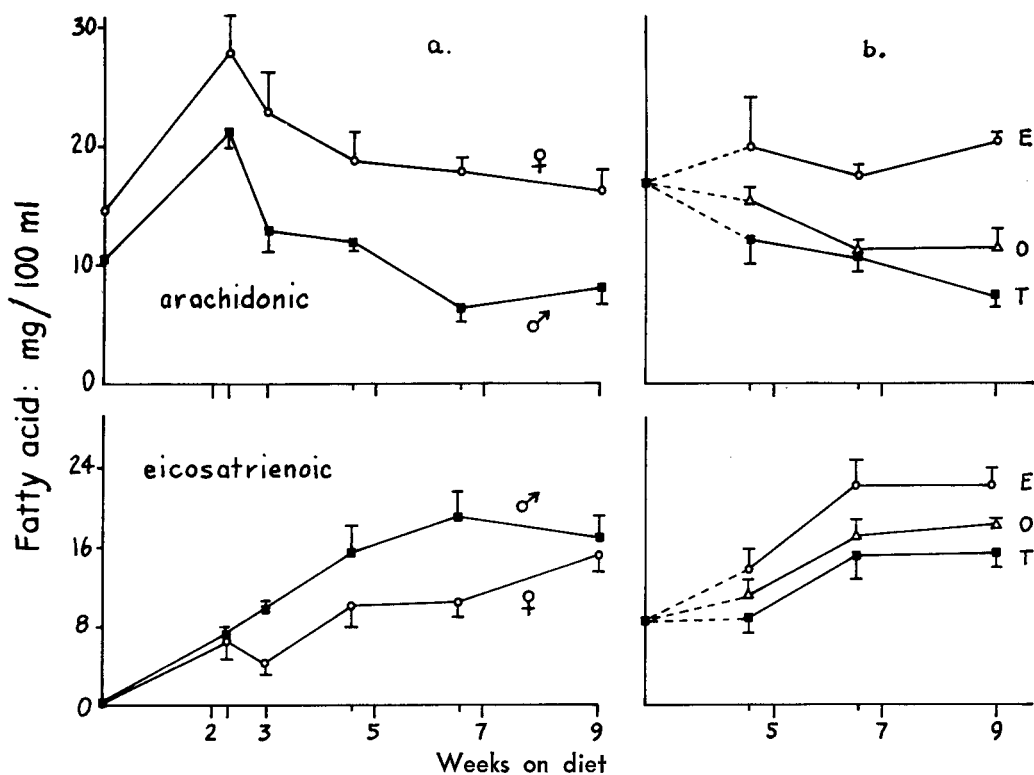 Fatty acid: mg/100 ml
a.
30
20
10
0
arachidonic
♀
♂
b.
E
O
T
eicosatrienoic
24
16
8
0
♂
♀
2 3 5 7 9
E
O
T
5 7 9
Weeks on diet